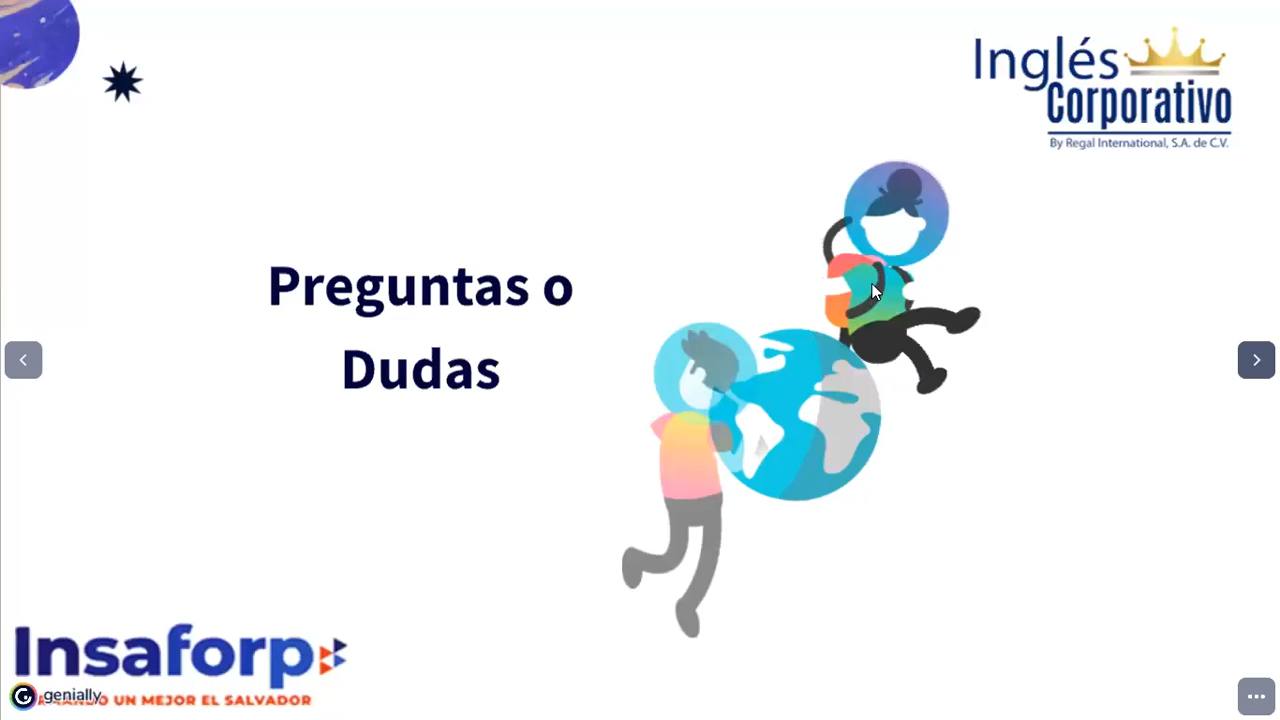 Inglés
Corporativo
By Regal International, S.A. de C.V.
Preguntas o
Dudas
Insaforp
genially
UN MEJOR EL SALVADOR